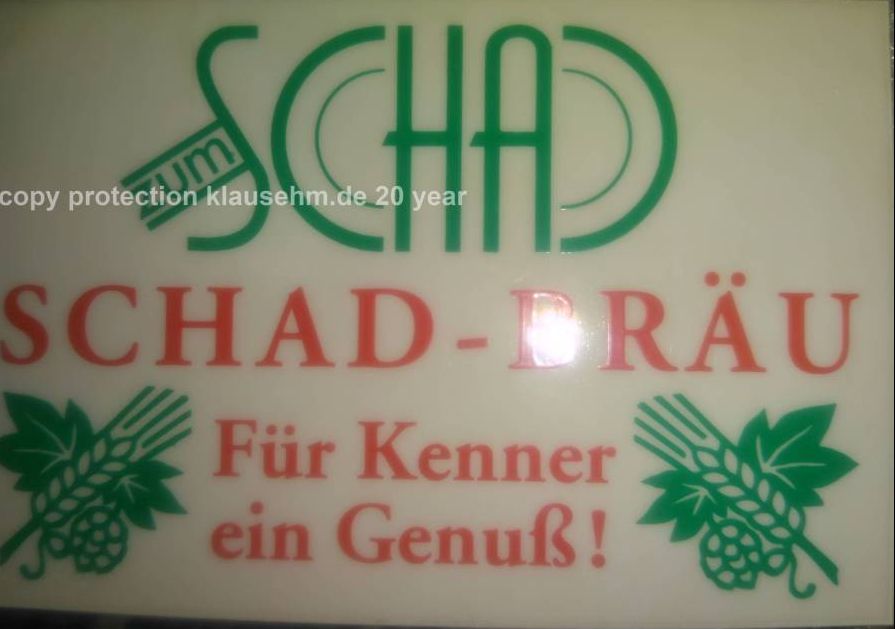 zum SCHAD
copy protection klausehm.de 20 year
SCHAD-BRÄU
Für Kenner
ein Genuß!